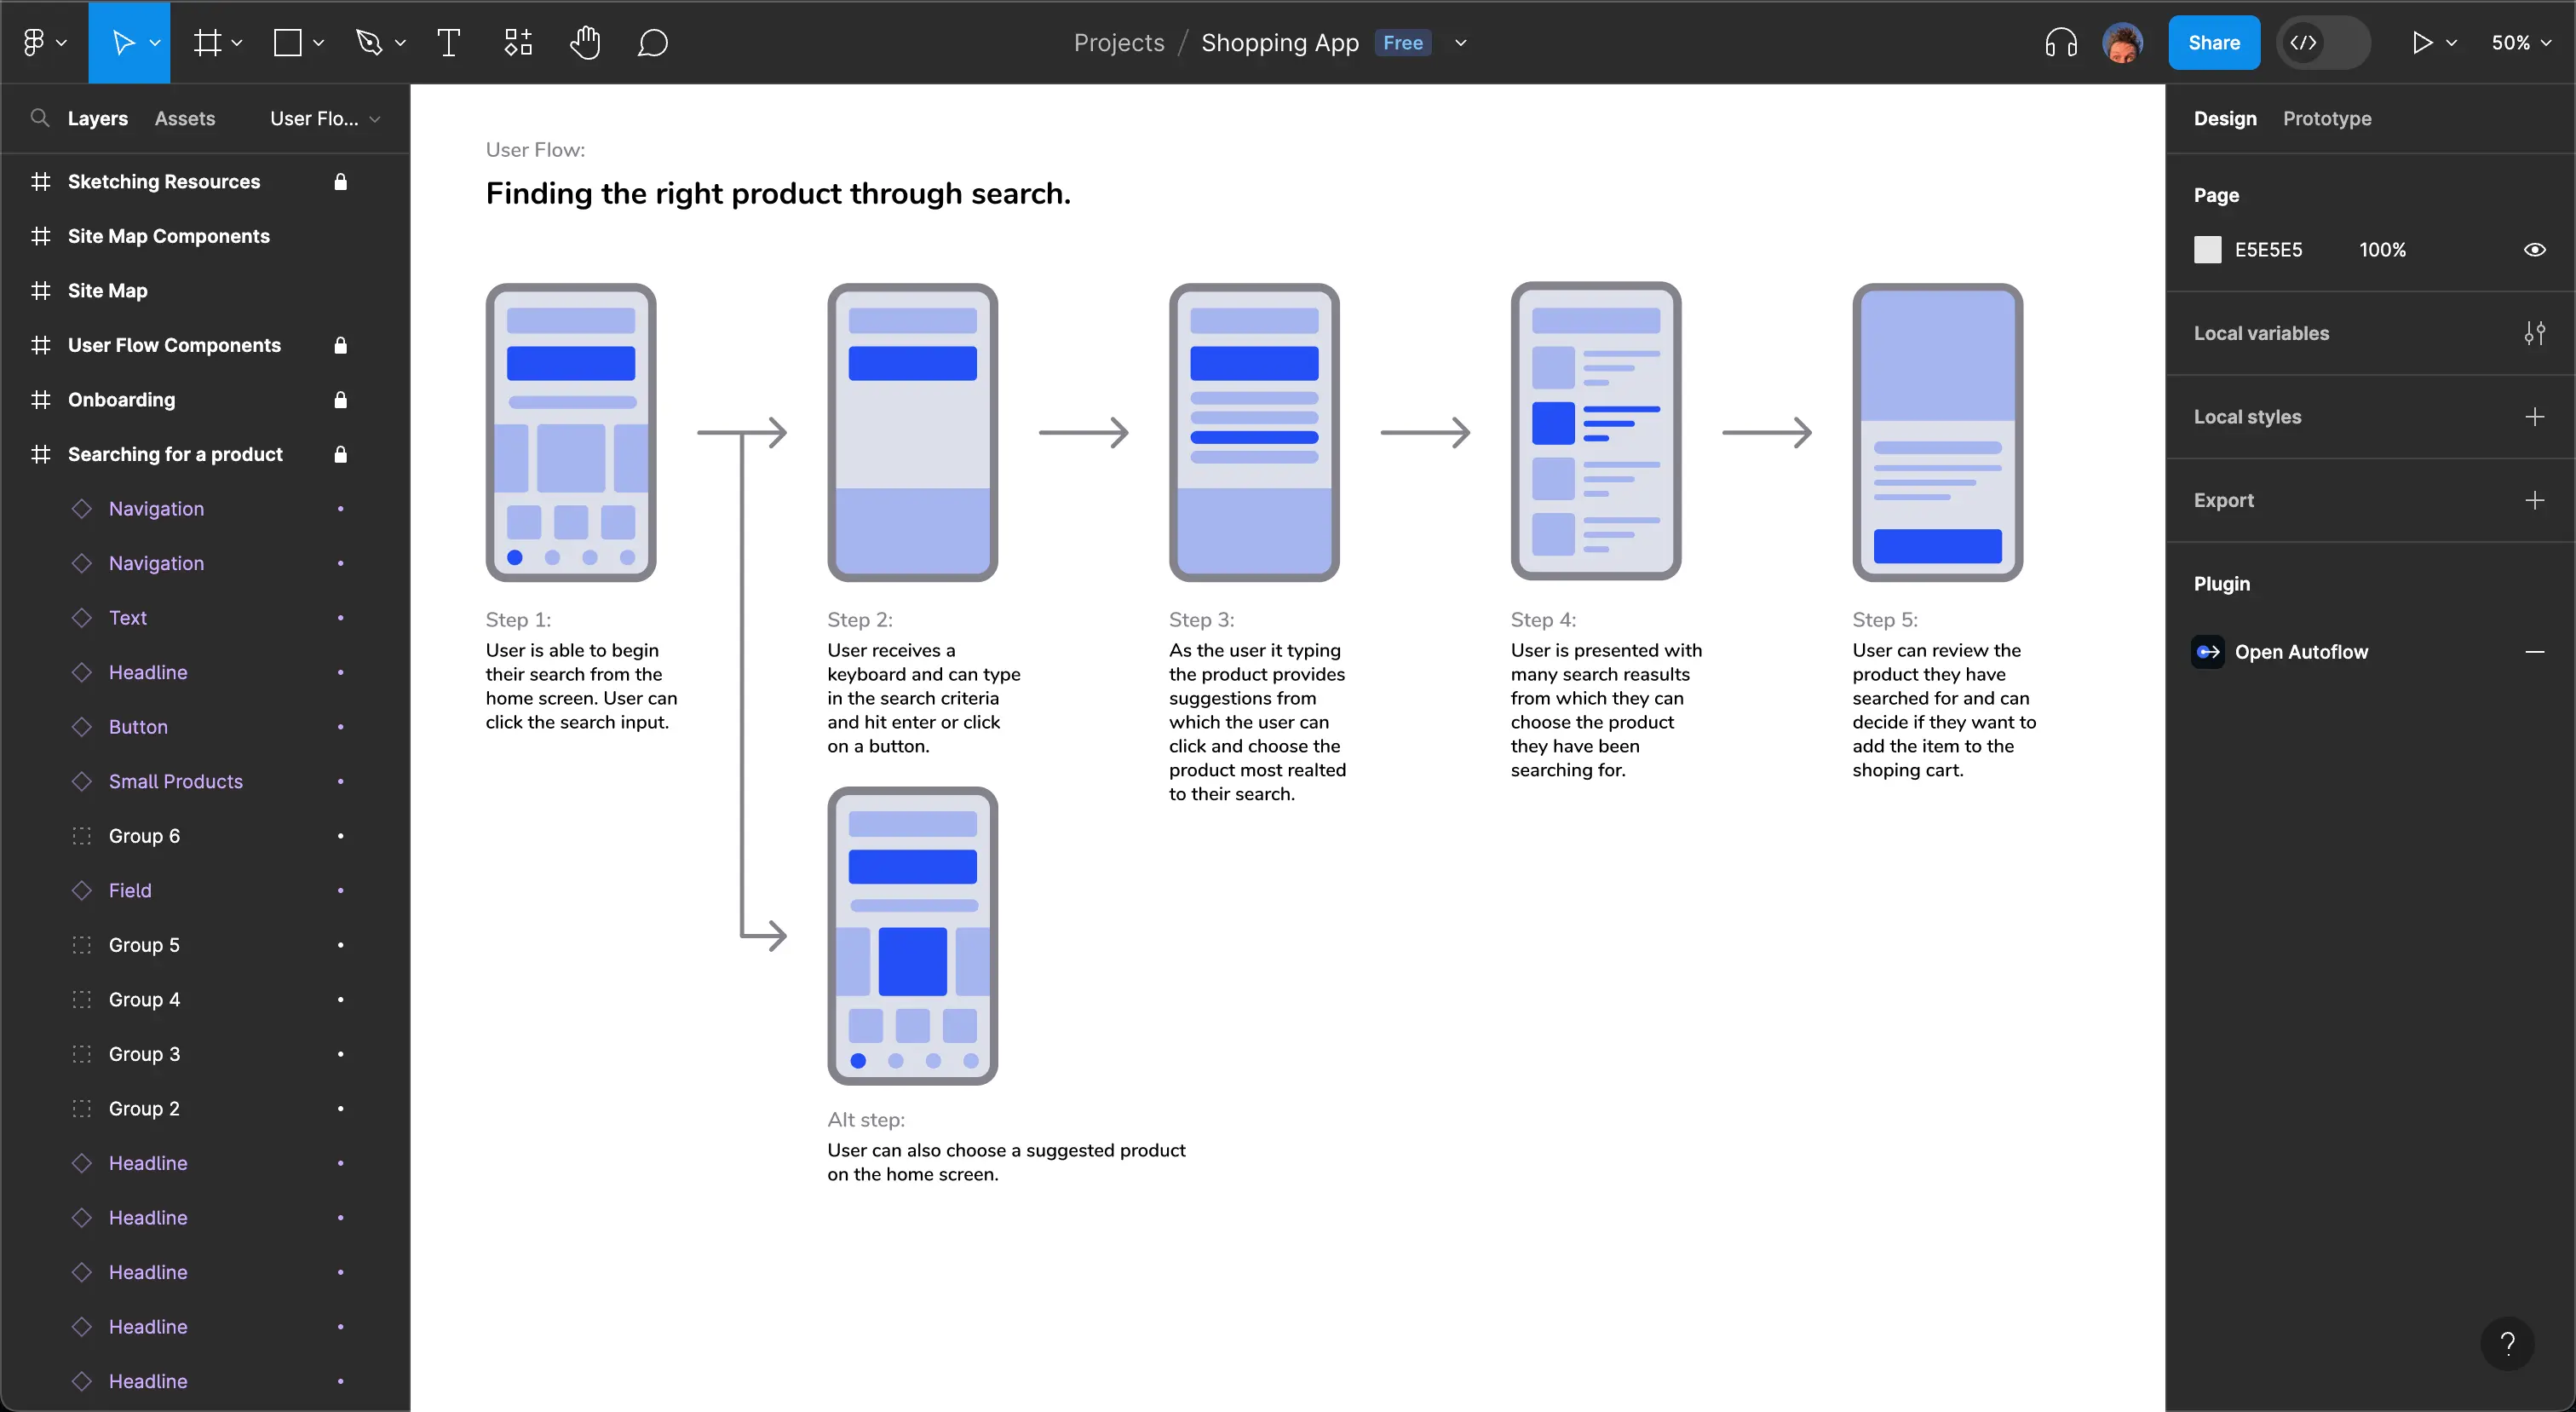 Projects / Shopping App Free
Share
50%
Layers Assets User Flo...
Sketching Resources
Site Map Components
Site Map
User Flow Components
Onboarding
Searching for a product
Navigation
Navigation
Text
Headline
Button
Small Products
Group 6
Field
Group 5
Group 4
Group 3
Group 2
Headline
Headline
Headline
Headline
Headline
User Flow:
Finding the right product through search.
Step 1:
User is able to begin
their search from the
home screen. User can
click the search input.
Step 2:
User receives a
keyboard and can type
in the search criteria
and hit enter or click
on a button.
Step 3:
As the user it typing
the product provides
suggestions from
which the user can
click and choose the
product most realted
to their search.
Step 4:
User is presented with
many search reasults
from which they can
choose the product
they have been
searching for.
Step 5:
User can review the
product they have
searched for and can
decide if they want to
add the item to the
shoping cart.
Alt step:
User can also choose a suggested product
on the home screen.
Design Prototype
Page
E5E5E5 100%
Local variables
Local styles
Export
Plugin
Open Autoflow
?